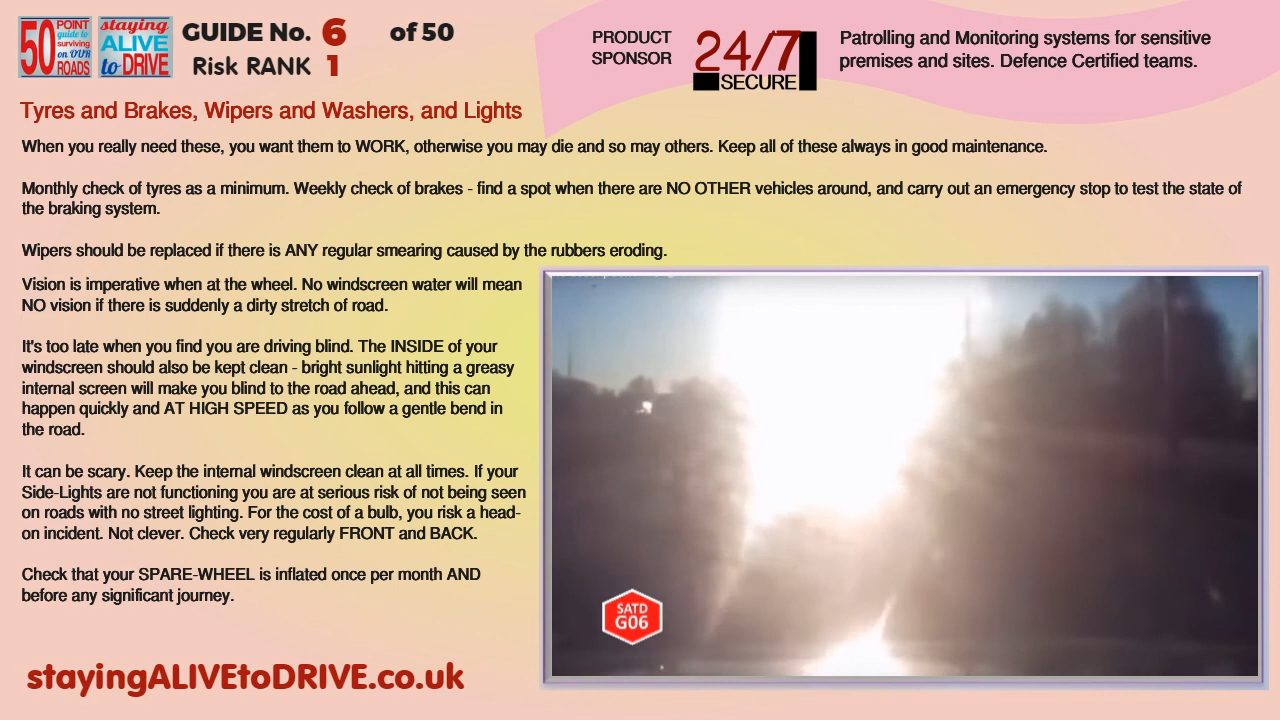 50 POINT guide to surviving on OUR ROADS
staying ALIVE to DRIVE
GUIDE No. 6 of 50
Risk RANK 1
PRODUCT SPONSOR
24/7 SECURE
Patrolling and Monitoring systems for sensitive
premises and sites. Defence Certified teams.
Tyres and Brakes, Wipers and Washers, and Lights
When you really need these, you want them to WORK, otherwise you may die and so may others. Keep all of these always in good maintenance.
Monthly check of tyres as a minimum. Weekly check of brakes - find a spot when there are NO OTHER vehicles around, and carry out an emergency stop to test the state of
the braking system.
Wipers should be replaced if there is ANY regular smearing caused by the rubbers eroding.
Vision is imperative when at the wheel. No windscreen water will mean
NO vision if there is suddenly a dirty stretch of road.
It's too late when you find you are driving blind. The INSIDE of your
windscreen should also be kept clean - bright sunlight hitting a greasy
internal screen will make you blind to the road ahead, and this can
happen quickly and AT HIGH SPEED as you follow a gentle bend in
the road.
It can be scary. Keep the internal windscreen clean at all times. If your
Side-Lights are not functioning you are at serious risk of not being seen
on roads with no street lighting. For the cost of a bulb, you risk a head-
on incident. Not clever. Check very regularly FRONT and BACK.
Check that your SPARE-WHEEL is inflated once per month AND
before any significant journey.
SATD
G06
stayingALIVEtoDRIVE.co.uk